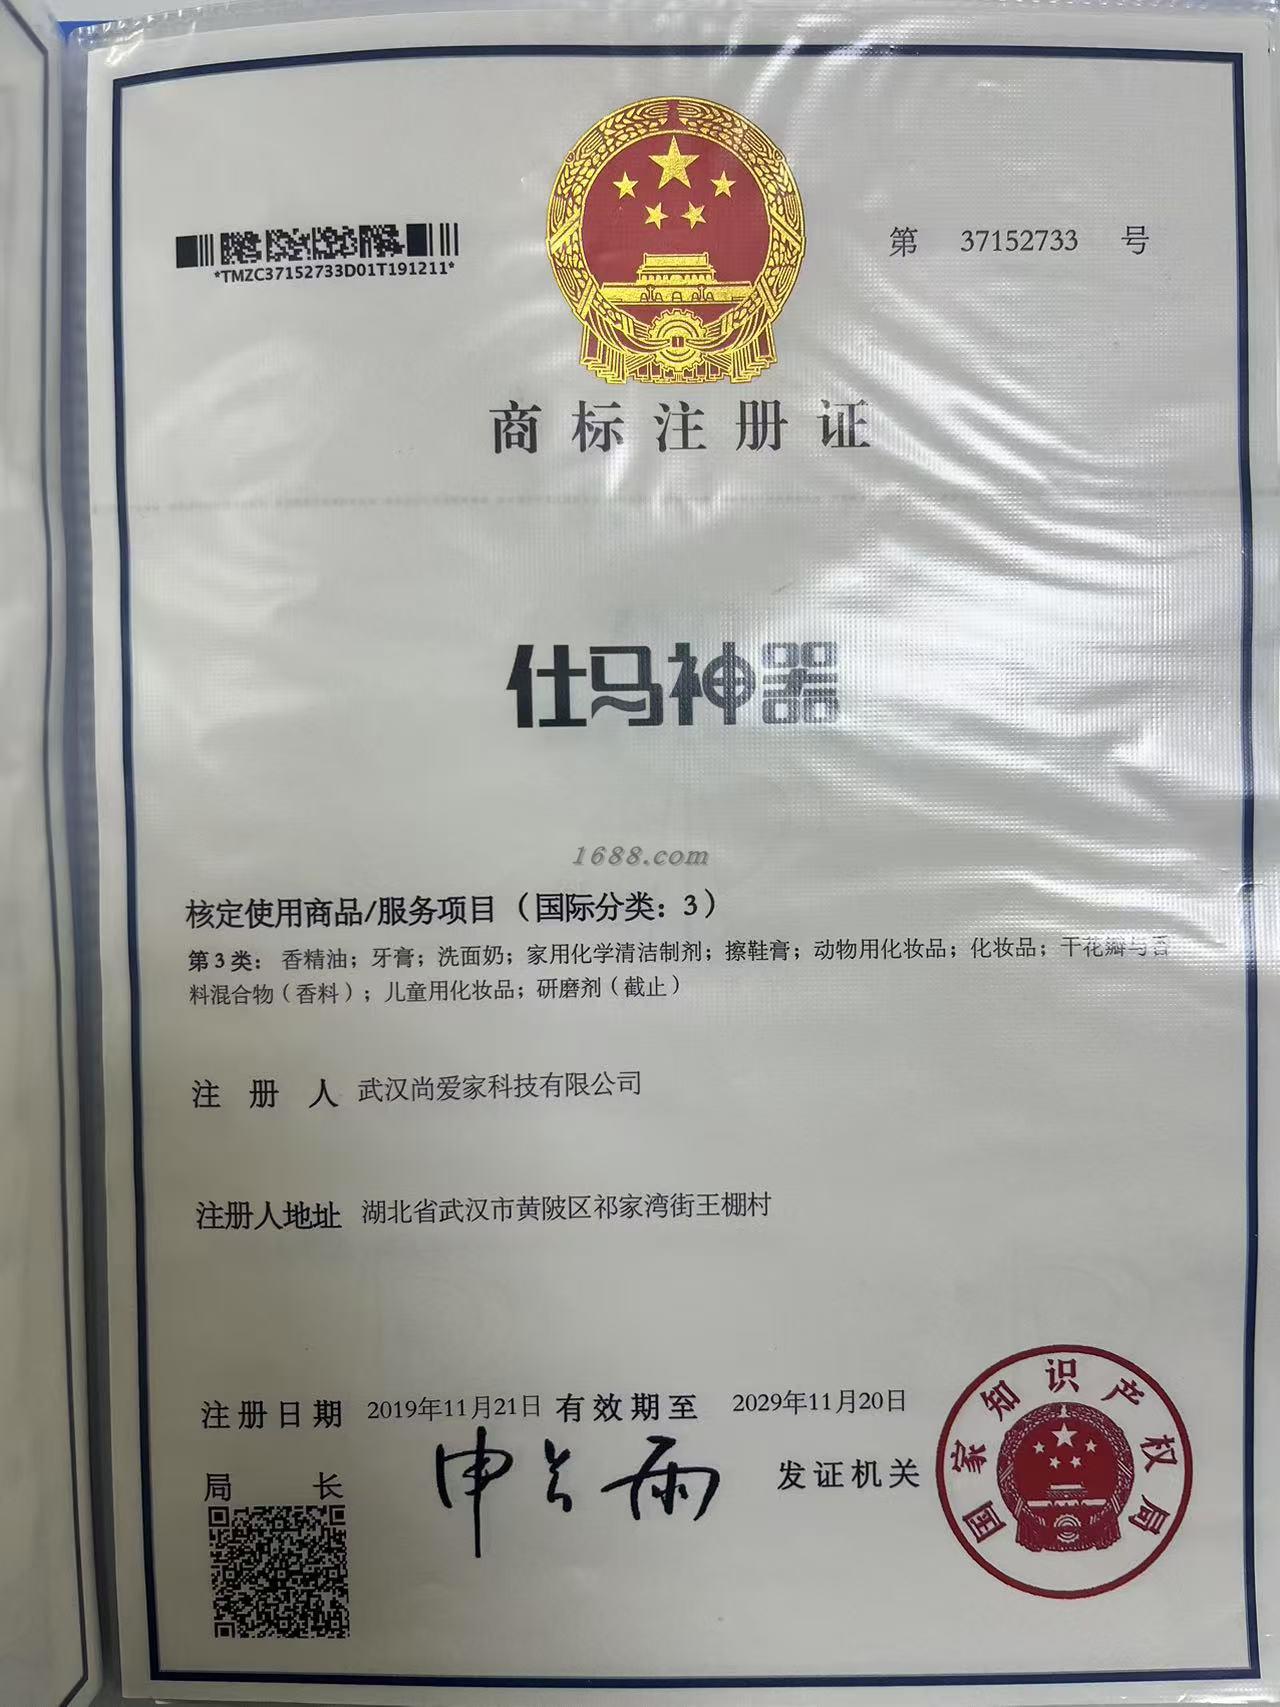 第 37152733 号
*TMZC37152733D01T191211*
商标注册证
仕马神器
1688.com
核定使用商品/服务项目（国际分类：3）
第3类：香精油；牙膏；洗面奶；家用化学清洁制剂；擦鞋膏；动物用化妆品；化妆品；干花瓣与香
料混合物（香料）；儿童用化妆品；研磨剂（截止）
注册人 武汉尚爱家科技有限公司
注册人地址 湖北省武汉市黄陂区祁家湾街王棚村
注册日期 2019年11月21日 有效期至 2029年11月20日
局长 申长雨 发证机关
国家知识产权局